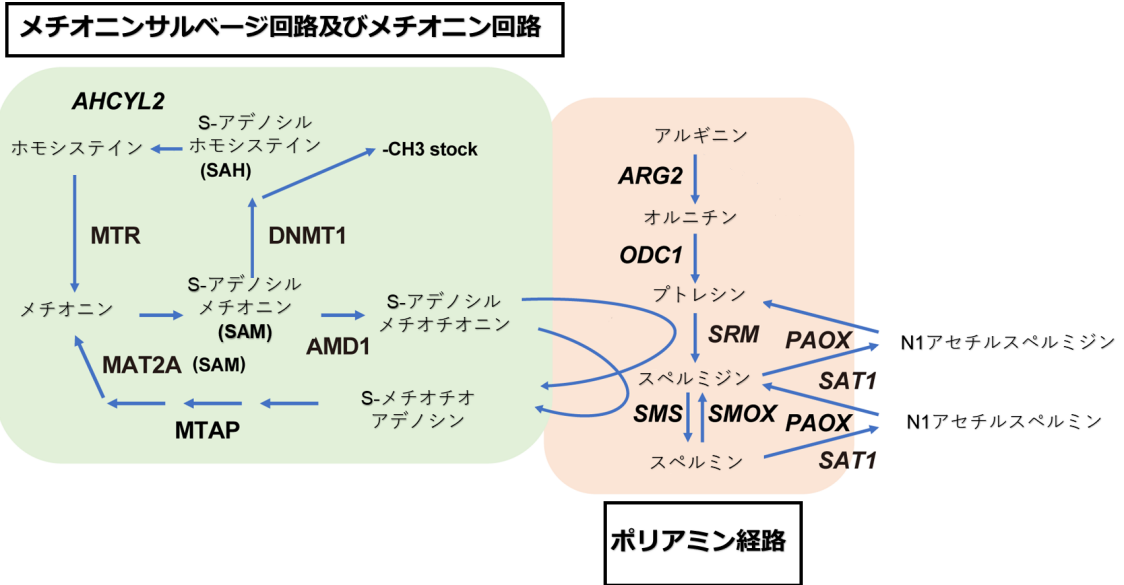 メチオニンサルベージ回路及びメチオニン回路
AHCYL2
S-アデノシル
ホモシステイン
(SAH)
ホモシステイン
-CH3 stock
MTR
DNMT1
メチオニン
S-アデノシル
メチオニン
(SAM)
S-アデノシル
メチオチオニン
AMD1
MAT2A (SAM)
S-メチオチオ
アデノシン
MTAP
アルギニン
ARG2
オルニチン
ODC1
プトレシン
SRM
PAOX
N1アセチルスペルミジン
スペルミジン
SAT1
SMS
SMOX
PAOX
N1アセチルスペルミン
スペルミン
SAT1
ポリアミン経路